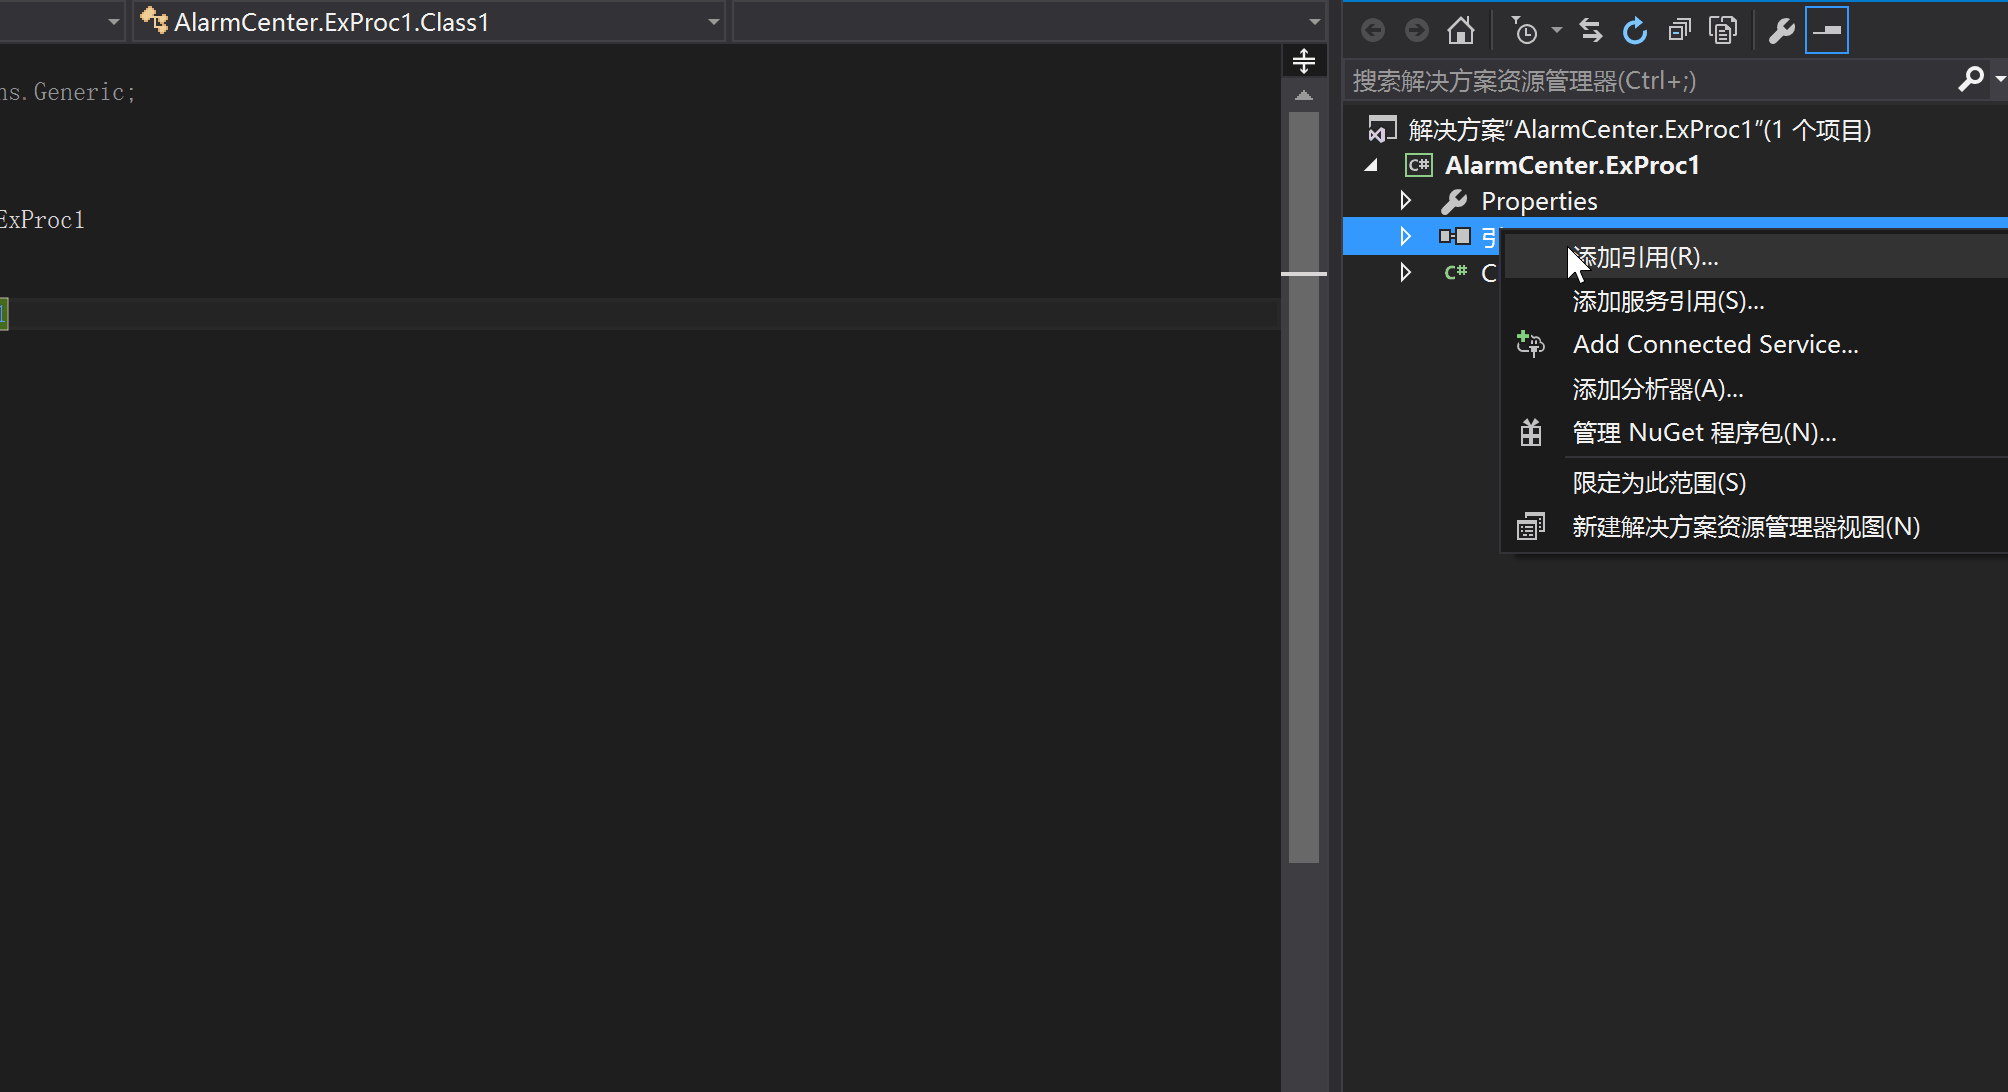 AlarmCenter.ExProc1.Class1
ns.Generic;
ExProc1
搜索解决方案资源管理器(Ctrl+;)
解决方案“AlarmCenter.ExProc1”(1 个项目)
C# AlarmCenter.ExProc1
Properties
引
C# C
添加引用(R)...
添加服务引用(S)...
Add Connected Service...
添加分析器(A)...
管理 NuGet 程序包(N)...
限定为此范围(S)
新建解决方案资源管理器视图(N)